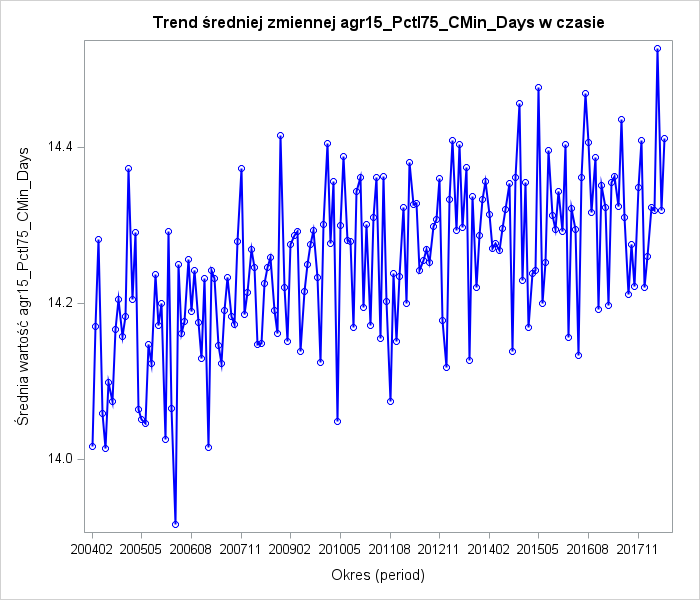 Trend średniej zmiennej agr15_Pctl75_CMin_Days w czasie
Średnia wartość agr15_Pctl75_CMin_Days
14.4
14.2
14.0
200402 200505 200608 200711 200902 201005 201108 201211 201402 201505 201608 201711
Okres (period)